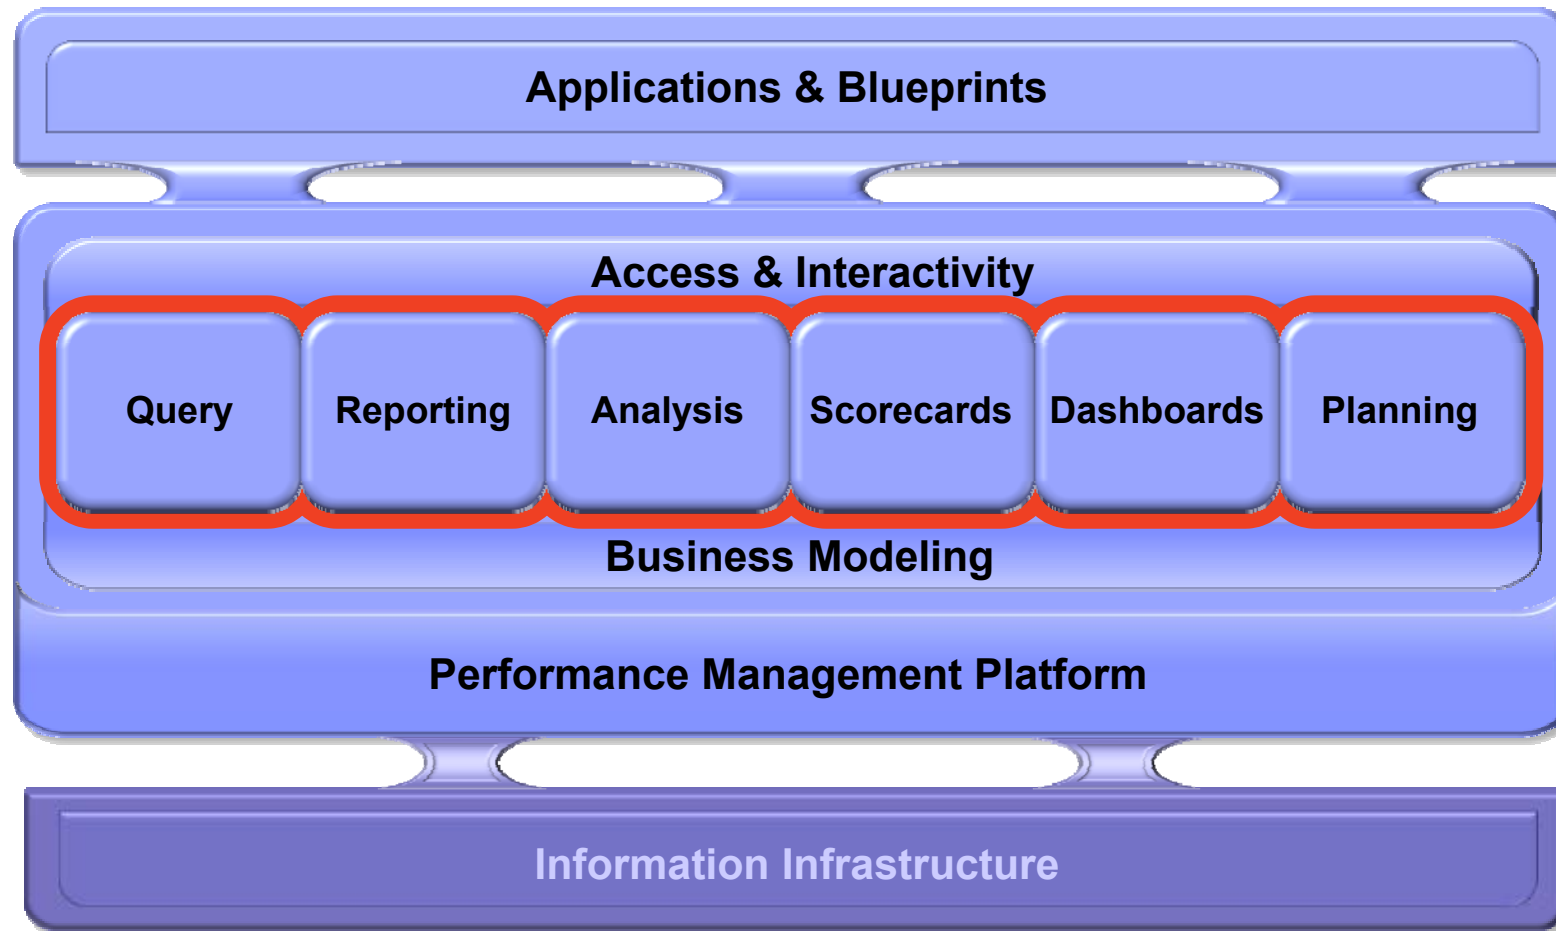 Applications & Blueprints
Access & Interactivity
Query
Reporting
Analysis
Scorecards
Dashboards
Planning
Business Modeling
Performance Management Platform
Information Infrastructure